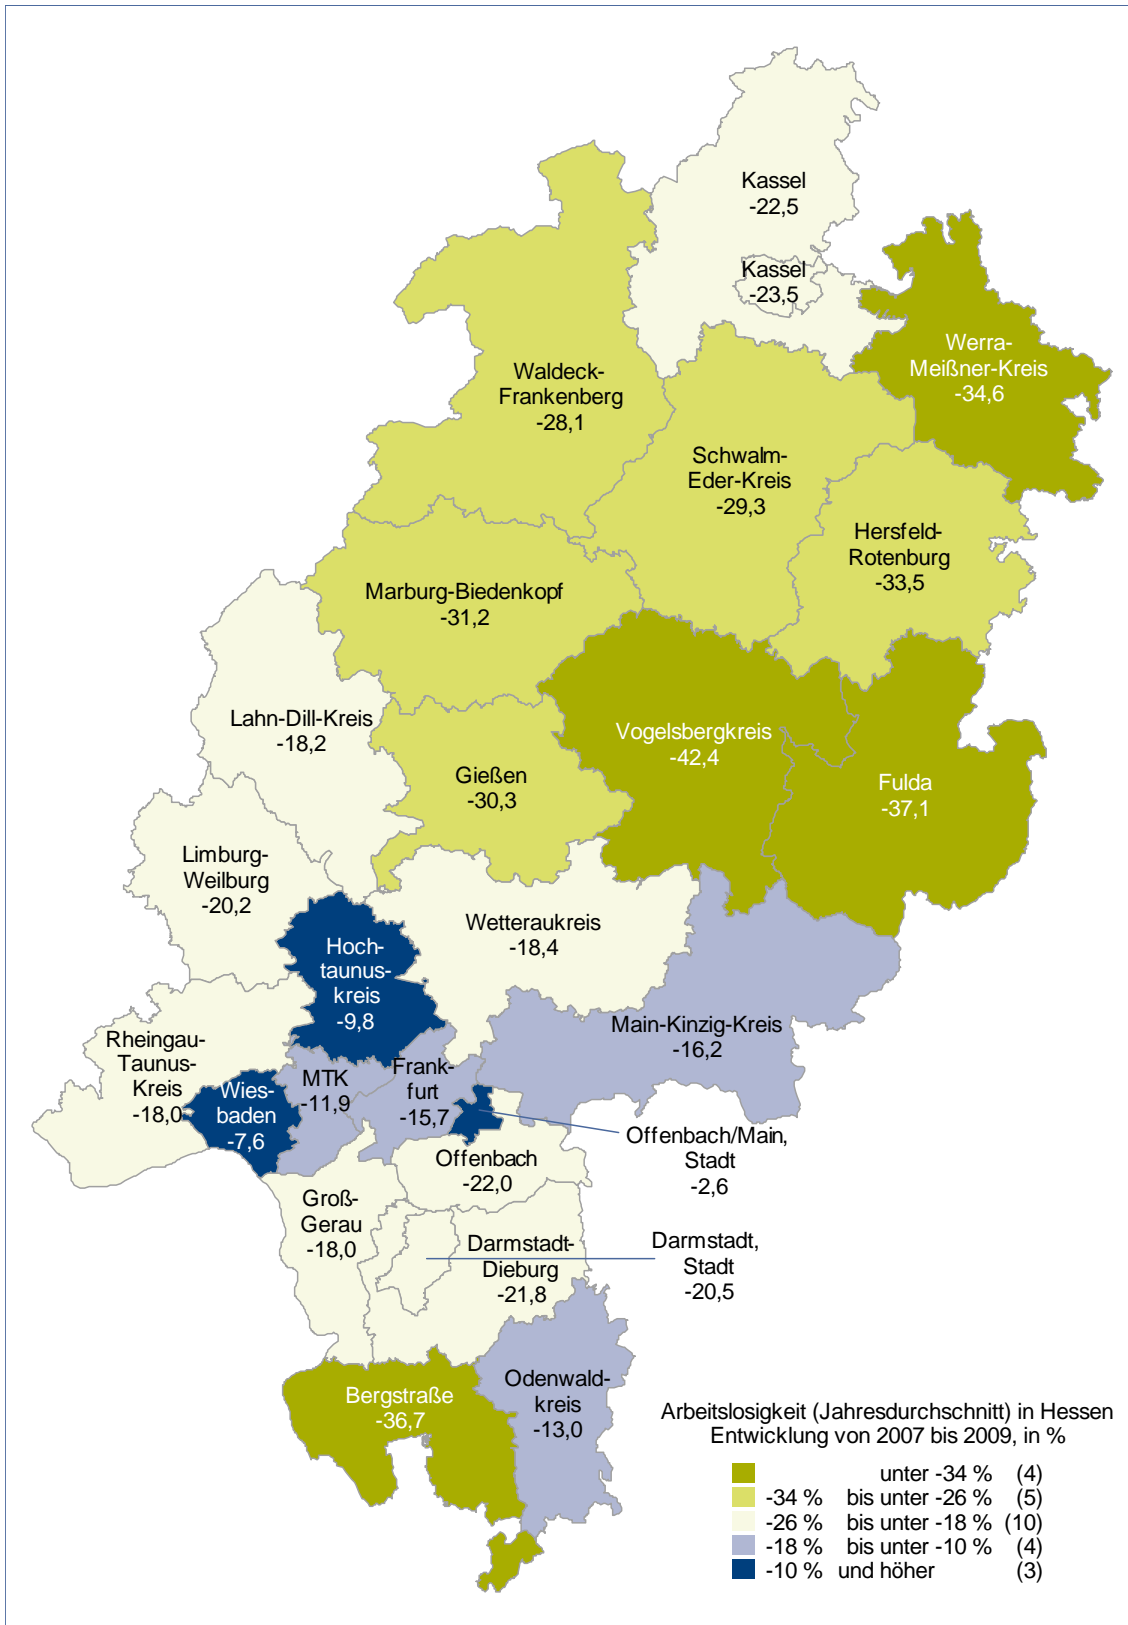 Kassel
-22,5
Kassel
-23,5
Werra-
Meißner-Kreis
-34,6
Waldeck-
Frankenberg
-28,1
Schwalm-
Eder-Kreis
-29,3
Hersfeld-
Rotenburg
-33,5
Marburg-Biedenkopf
-31,2
Lahn-Dill-Kreis
-18,2
Vogelsbergkreis
-42,4
Gießen
-30,3
Fulda
-37,1
Limburg-
Weilburg
-20,2
Wetteraukreis
-18,4
Hoch-
taunus-
kreis
-9,8
Main-Kinzig-Kreis
-16,2
Rheingau-
Taunus-
Kreis
-18,0
Wies-
baden
-7,6
MTK
-11,9
Frank-
furt
-15,7
Offenbach/Main,
Stadt
-2,6
Offenbach
-22,0
Groß-
Gerau
-18,0
Darmstadt-
Dieburg
-21,8
Darmstadt,
Stadt
-20,5
Bergstraße
-36,7
Odenwald-
kreis
-13,0
Arbeitslosigkeit (Jahresdurchschnitt) in Hessen
Entwicklung von 2007 bis 2009, in %
unter -34 % (4)
-34 % bis unter -26 % (5)
-26 % bis unter -18 % (10)
-18 % bis unter -10 % (4)
-10 % und höher (3)